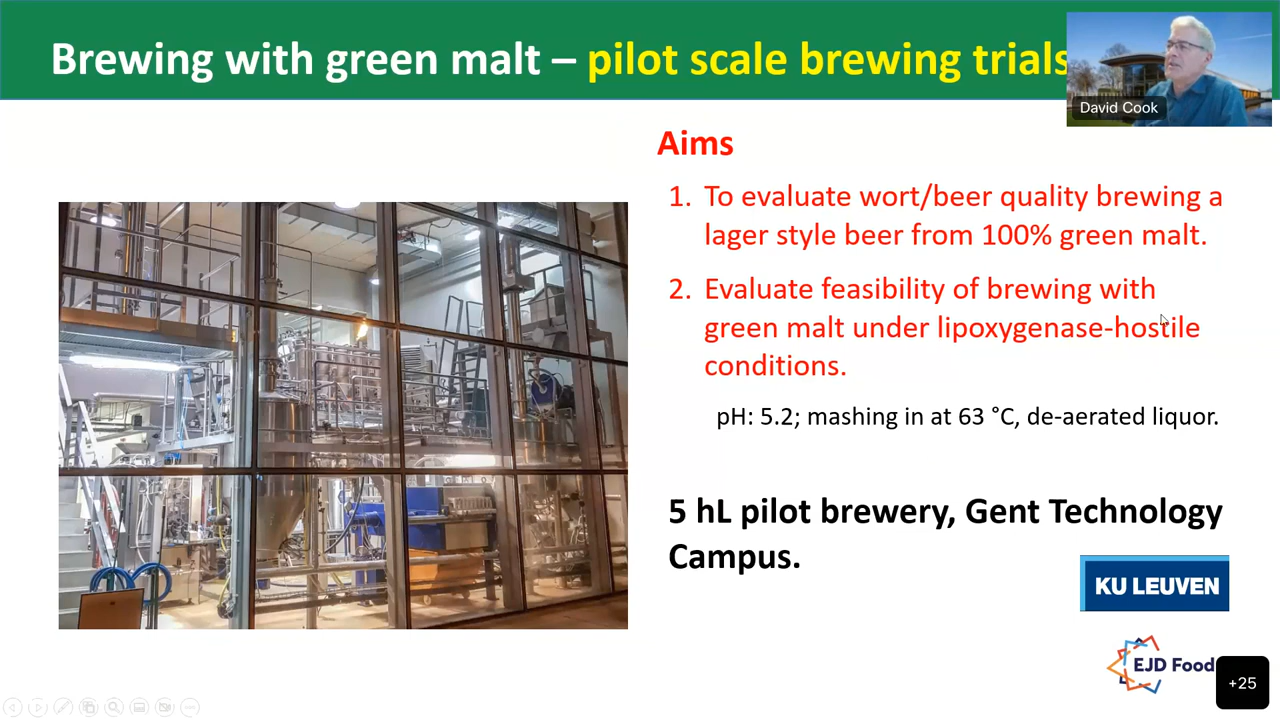 Brewing with green malt – pilot scale brewing trials
David Cook
Aims
1. To evaluate wort/beer quality brewing a
lager style beer from 100% green malt.
2. Evaluate feasibility of brewing with
green malt under lipoxygenase-hostile
conditions.
pH: 5.2; mashing in at 63 °C, de-aerated liquor.
5 hL pilot brewery, Gent Technology
Campus.
KU LEUVEN
EJD Food
+25